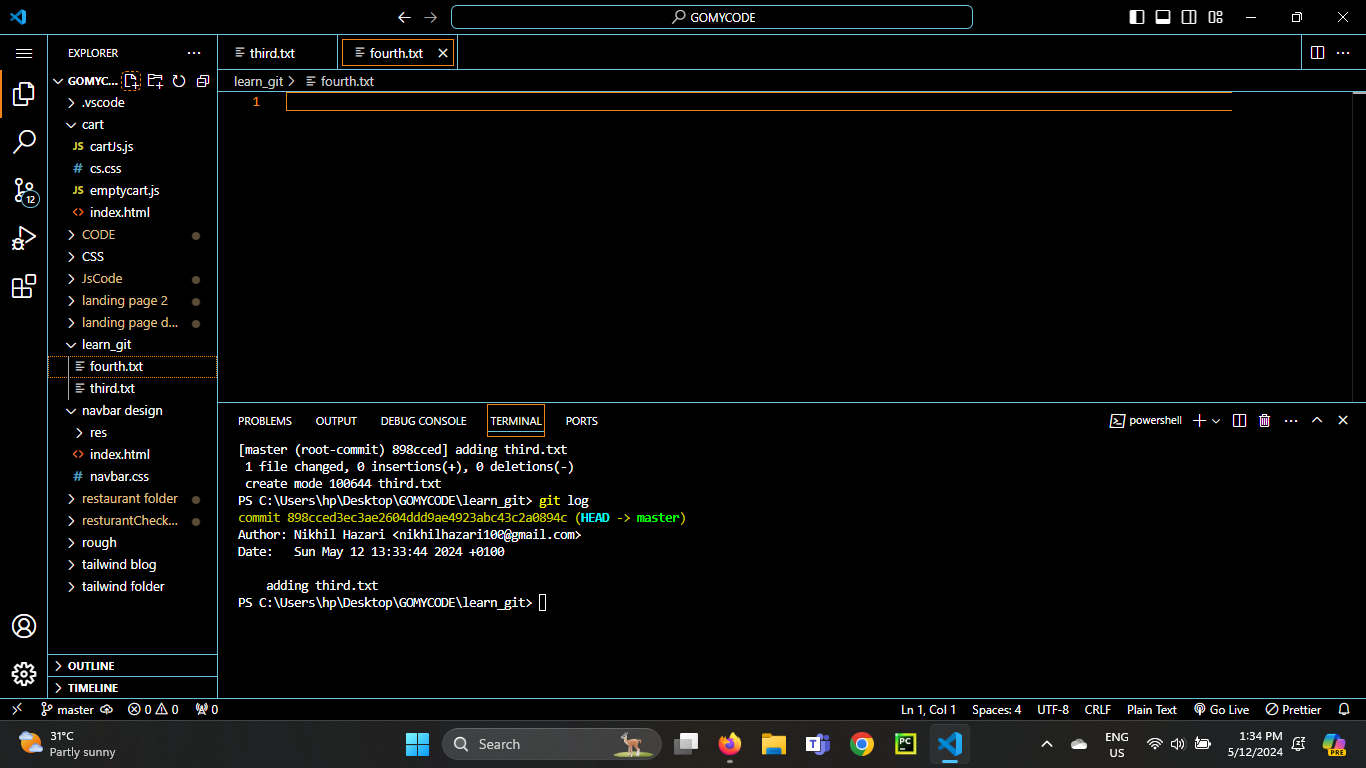 GOMYCODE
EXPLORER
GOMYC...
.vscode
cart
JS cartJs.js
# cs.css
JS emptycart.js
<> index.html
CODE
CSS
JsCode
landing page 2
landing page d...
learn_git
fourth.txt
third.txt
navbar design
res
<> index.html
# navbar.css
restaurant folder
resturantCheck...
rough
tailwind blog
tailwind folder
OUTLINE
TIMELINE
12
third.txt
fourth.txt
learn_git > fourth.txt
1
PROBLEMS OUTPUT DEBUG CONSOLE TERMINAL PORTS
powershell
[master (root-commit) 898cced] adding third.txt
1 file changed, 0 insertions(+), 0 deletions(-)
create mode 100644 third.txt
PS C:\Users\hp\Desktop\GOMYCODE\learn_git> git log
commit 898cced3ec3ae2604ddd9ae4923abc43c2a0894c (HEAD -> master)
Author: Nikhil Hazari <nikhilhazari100@gmail.com>
Date:   Sun May 12 13:33:44 2024 +0100
adding third.txt
PS C:\Users\hp\Desktop\GOMYCODE\learn_git>
master 0 0 0
Ln 1, Col 1 Spaces: 4 UTF-8 CRLF Plain Text Go Live Prettier
31°C
Partly sunny
Search
PC
ENG
US
1:34 PM
5/12/2024
PRE